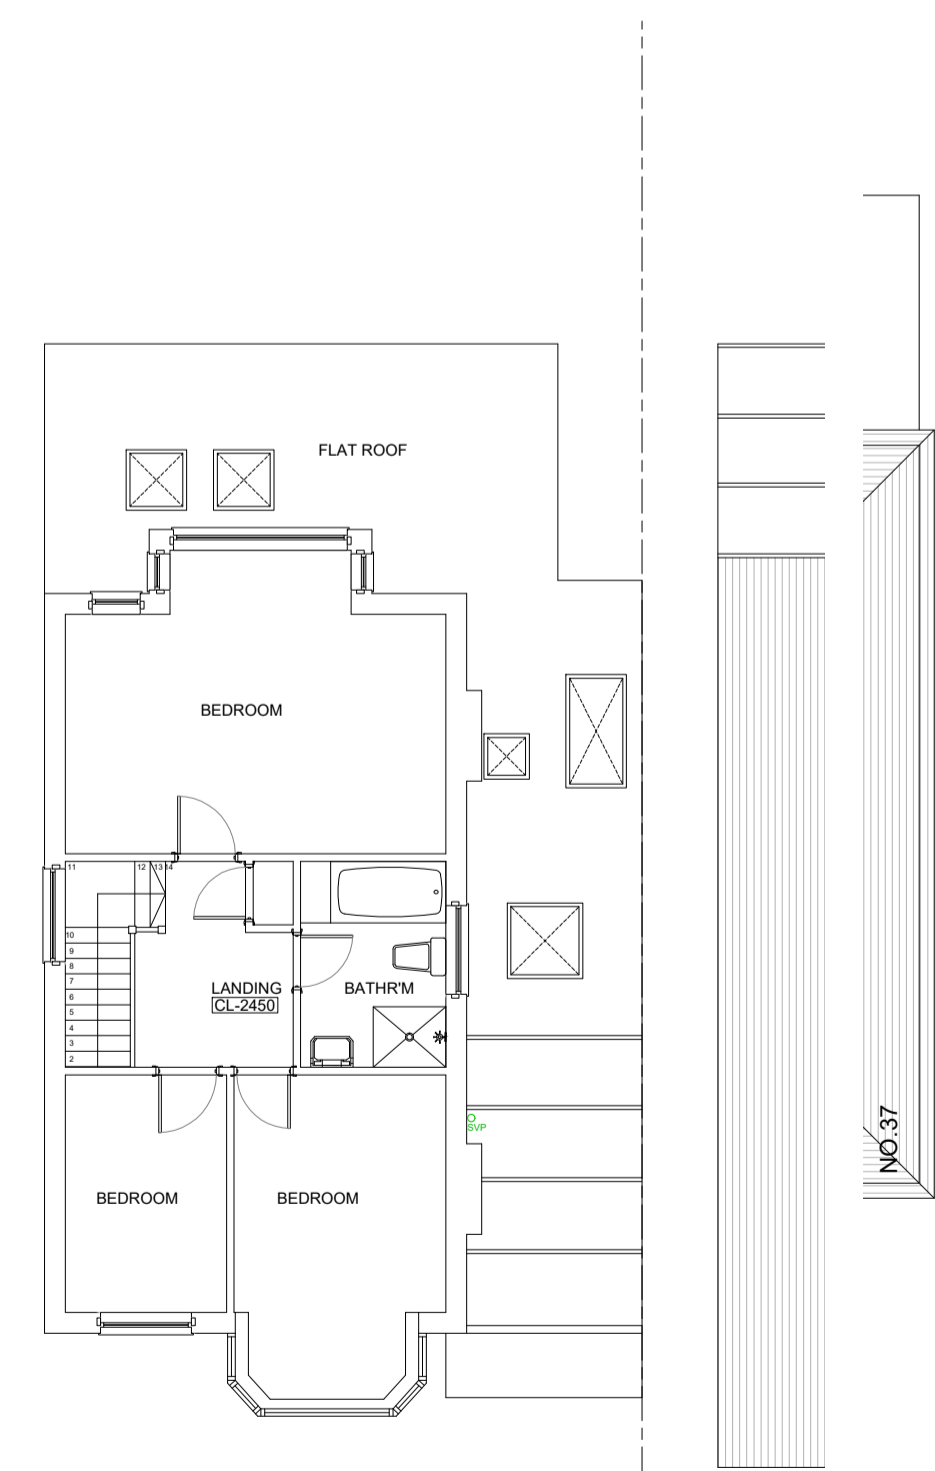 FLAT ROOF
BEDROOM
11
12
13
14
10
9
8
7
6
5
4
3
2
LANDING
CL-2450
BATHR'M
SVP
NO.37
BEDROOM
BEDROOM